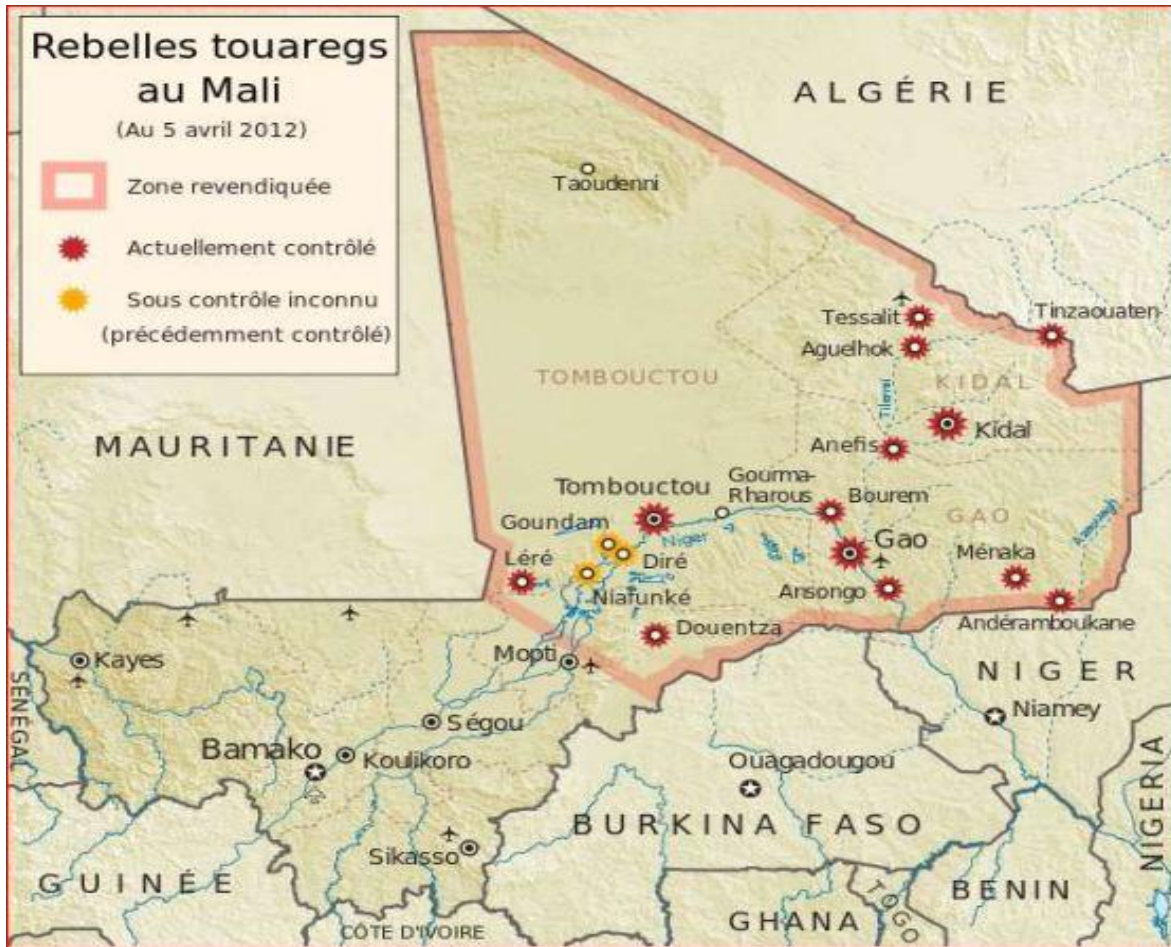 Rebelles touaregs
au Mali
(Au 5 avril 2012)
Zone revendiquée
Actuellement contrôlé
Sous contrôle inconnu
(précédemment contrôlé)
ALGÉRIE
Taoudenni
Tessalit
Tinzaouaten
Aguelhok
TOMBOUCTOU
KIDAL
Tilemsi
Kidal
MAURITANIE
Anefis
Tombouctou
Gourma-
Rharous
Bourem
GAO
Azaouagh
Goundam
Niger
Gao
Léré
Diré
Ménaka
Niafunké
Ansongo
Andéramboukane
Douentza
Mopti
Kayes
NIGER
SÉNÉGAL
Ségou
Niamey
Bamako
Koulikoro
Ouagadougou
BURKINA FASO
NIGERIA
Sikasso
GUINÉE
BENIN
TOGO
GHANA
CÔTE D'IVOIRE